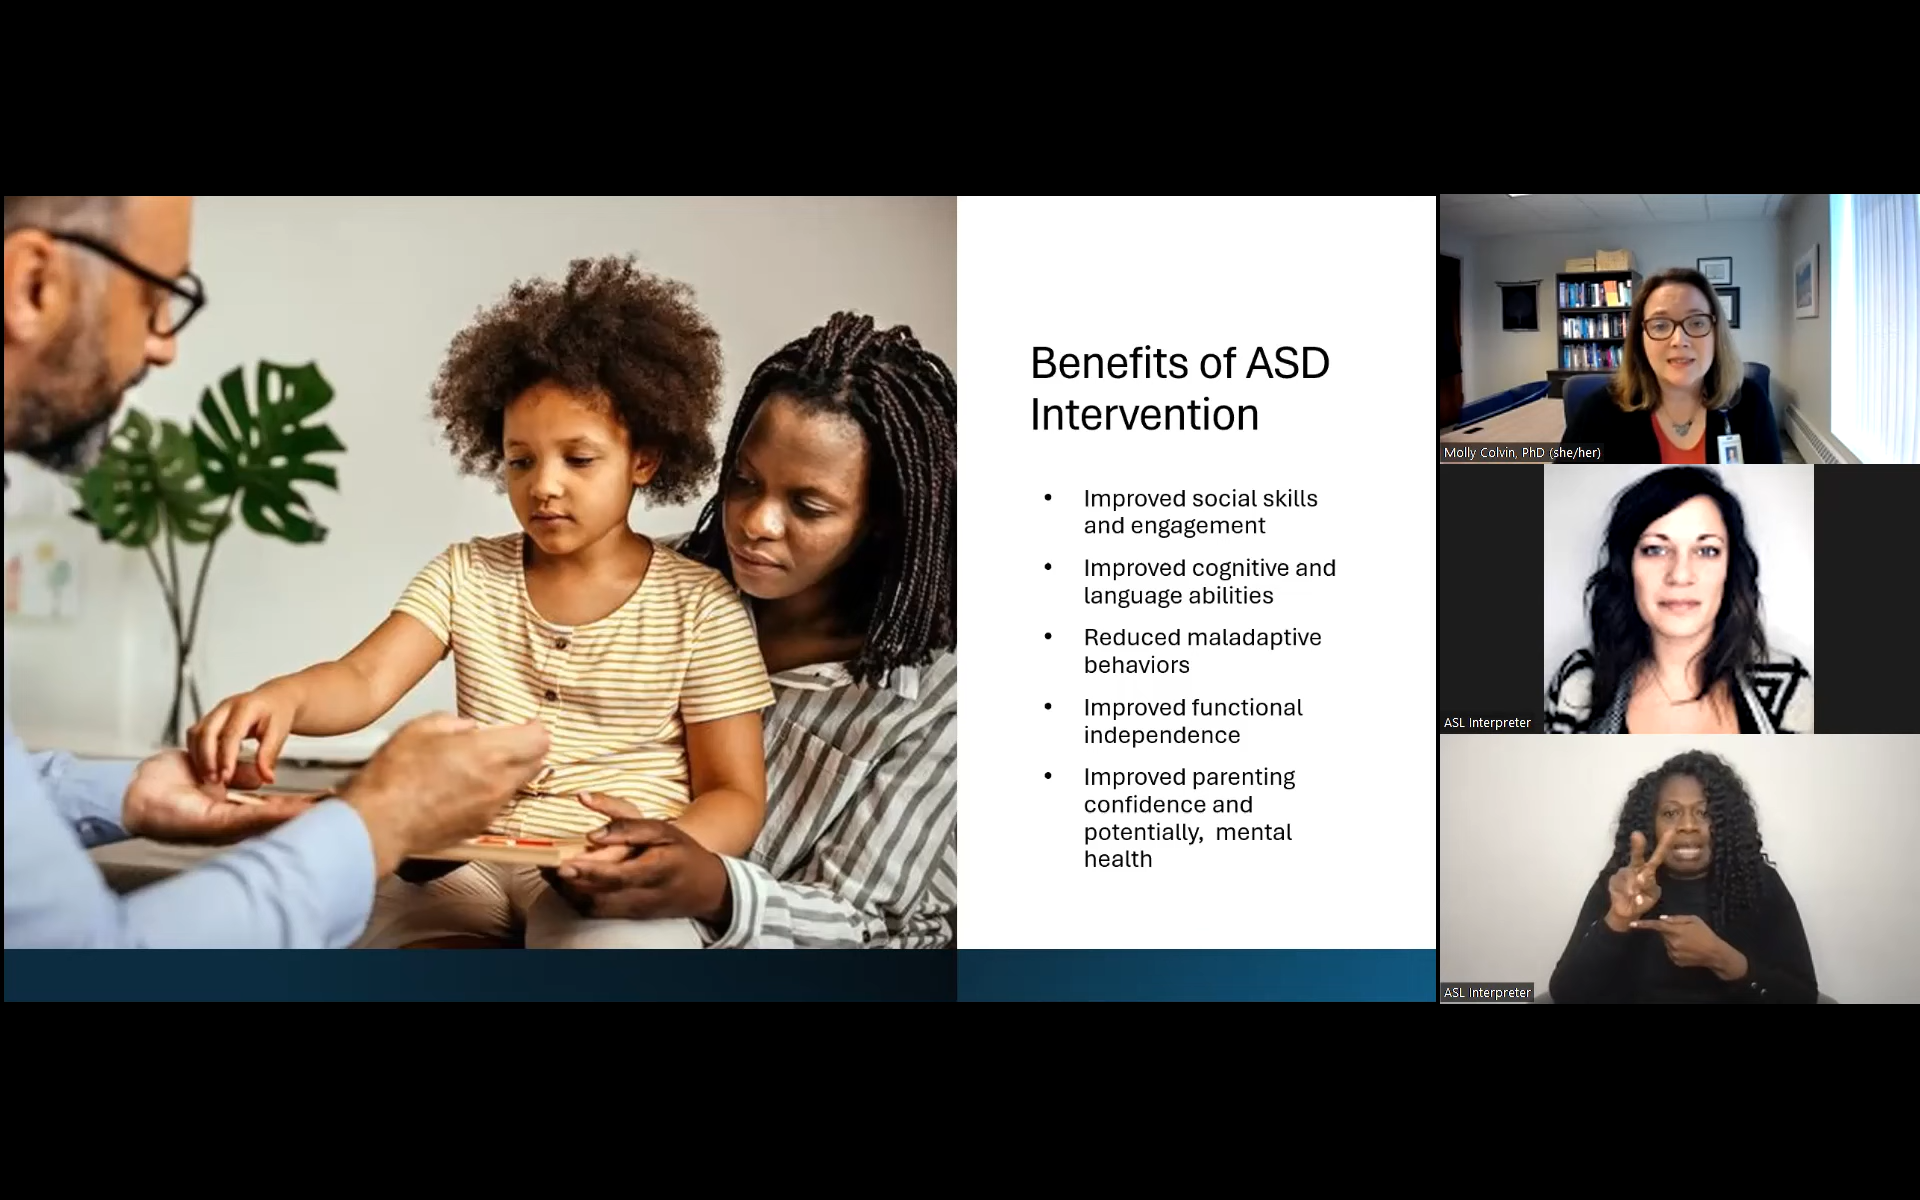 Benefits of ASD
Intervention
• Improved social skills
and engagement
• Improved cognitive and
language abilities
• Reduced maladaptive
behaviors
• Improved functional
independence
• Improved parenting
confidence and
potentially,  mental
health
Molly Colvin, PhD (she/her)
ASL Interpreter
ASL Interpreter